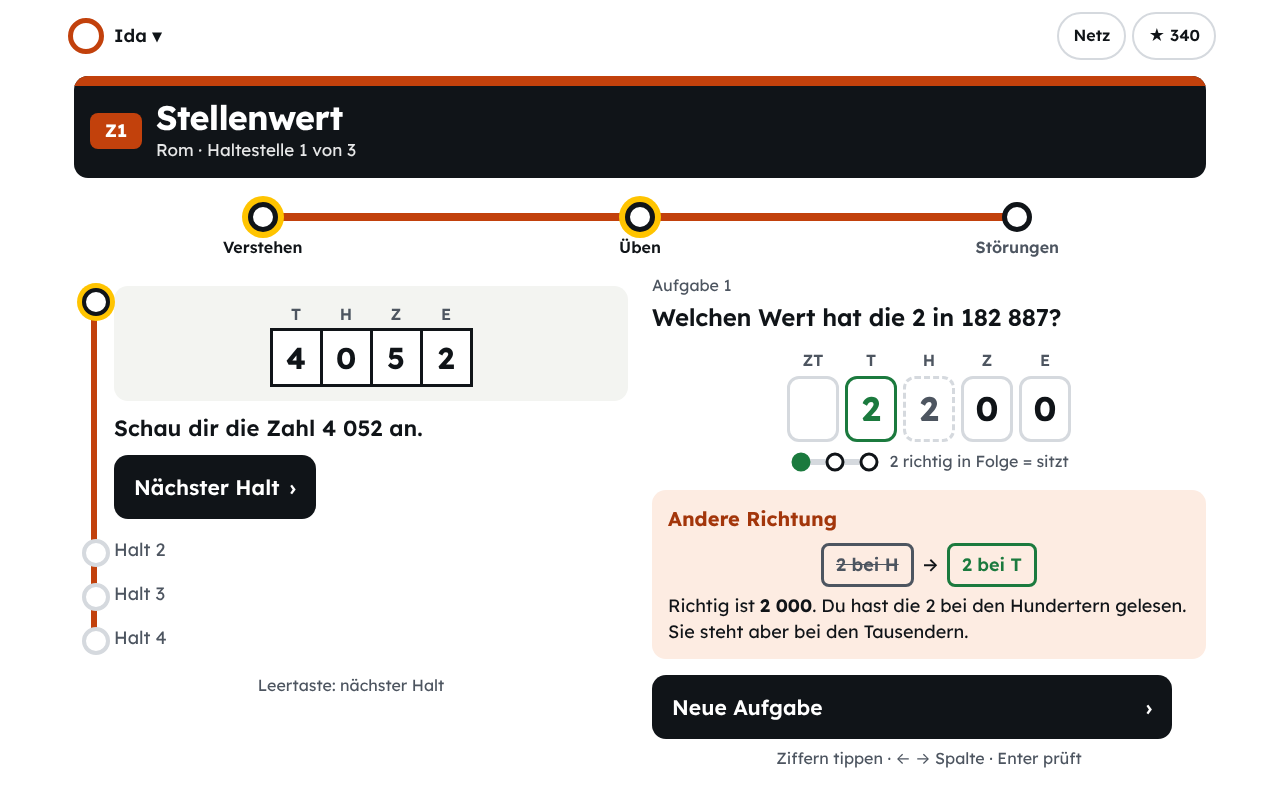 Ida ▾
Netz
★ 340
Z1
Stellenwert
Rom · Haltestelle 1 von 3
Verstehen
Üben
Störungen
T H Z E
4 0 5 2
Schau dir die Zahl 4 052 an.
Nächster Halt ›
Halt 2
Halt 3
Halt 4
Leertaste: nächster Halt
Aufgabe 1
Welchen Wert hat die 2 in 182 887?
ZT T H Z E
2 2 0 0
2 richtig in Folge = sitzt
Andere Richtung
2 bei H → 2 bei T
Richtig ist 2 000. Du hast die 2 bei den Hundertern gelesen.
Sie steht aber bei den Tausendern.
Neue Aufgabe ›
Ziffern tippen · ← → Spalte · Enter prüft